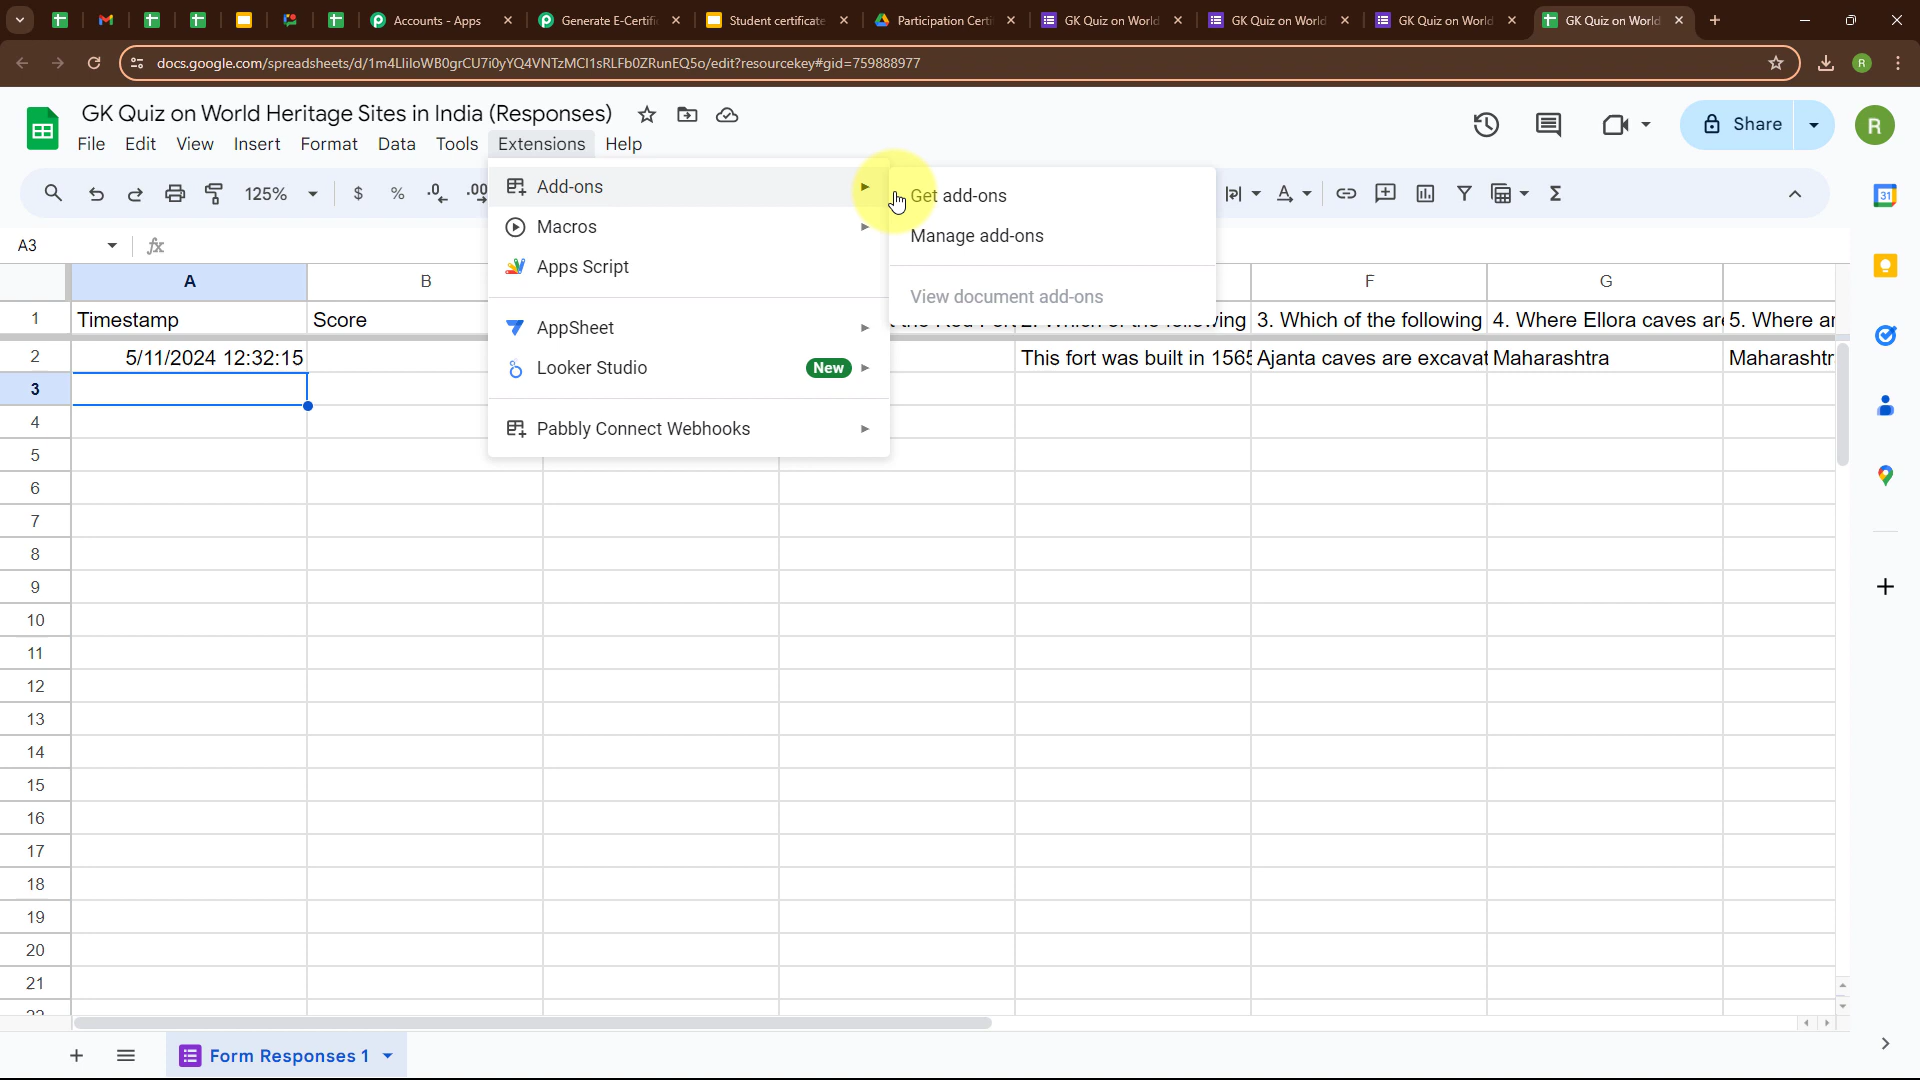 Accounts - Apps
Generate E-Certifi
Student certificate
Participation Certi
GK Quiz on World
GK Quiz on World
GK Quiz on World
GK Quiz on World
docs.google.com/spreadsheets/d/1m4LliloWB0grCU7i0yYQ4VNTzMCl1sRLFb0ZRunEQ5o/edit?resourcekey#gid=759888977
R
GK Quiz on World Heritage Sites in India (Responses)
File Edit View Insert Format Data Tools Extensions Help
Share
R
125% $ % .0 .00
31
Add-ons
Macros
Apps Script
AppSheet
Looker Studio New
Pabbly Connect Webhooks
Get add-ons
Manage add-ons
View document add-ons
A3 fx
A B F G
1 Timestamp Score 3. Which of the following 4. Where Ellora caves ar 5. Where ar
2 5/11/2024 12:32:15 This fort was built in 1565 Ajanta caves are excavat Maharashtra Maharashtr
3
4
5
6
7
8
9
10
11
12
13
14
15
16
17
18
19
20
21
Form Responses 1